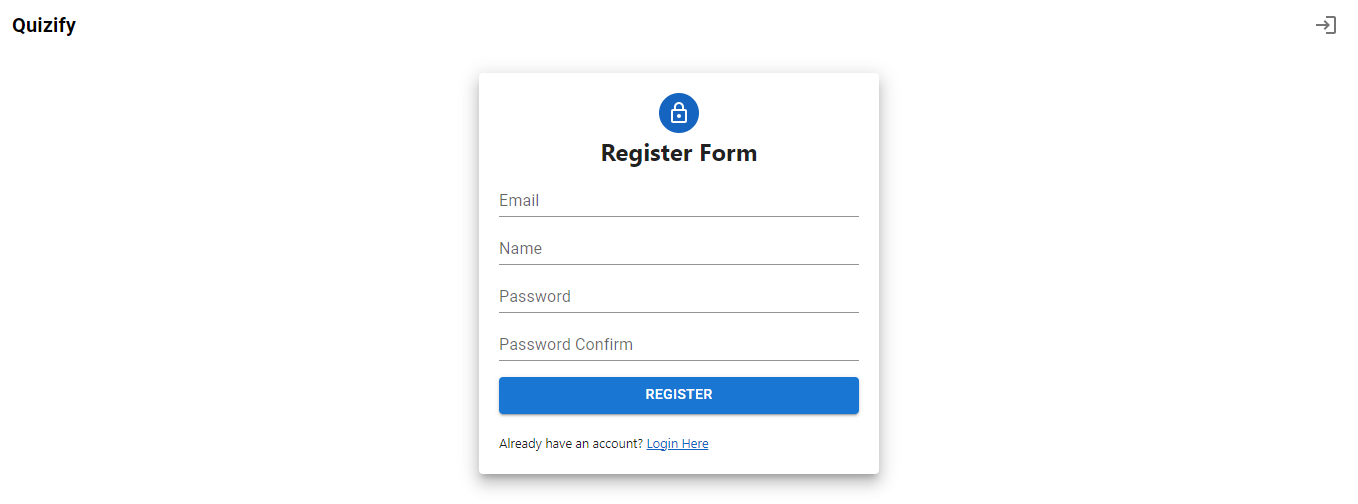 Quizify
Register Form
Email
Name
Password
Password Confirm
REGISTER
Already have an account? Login Here